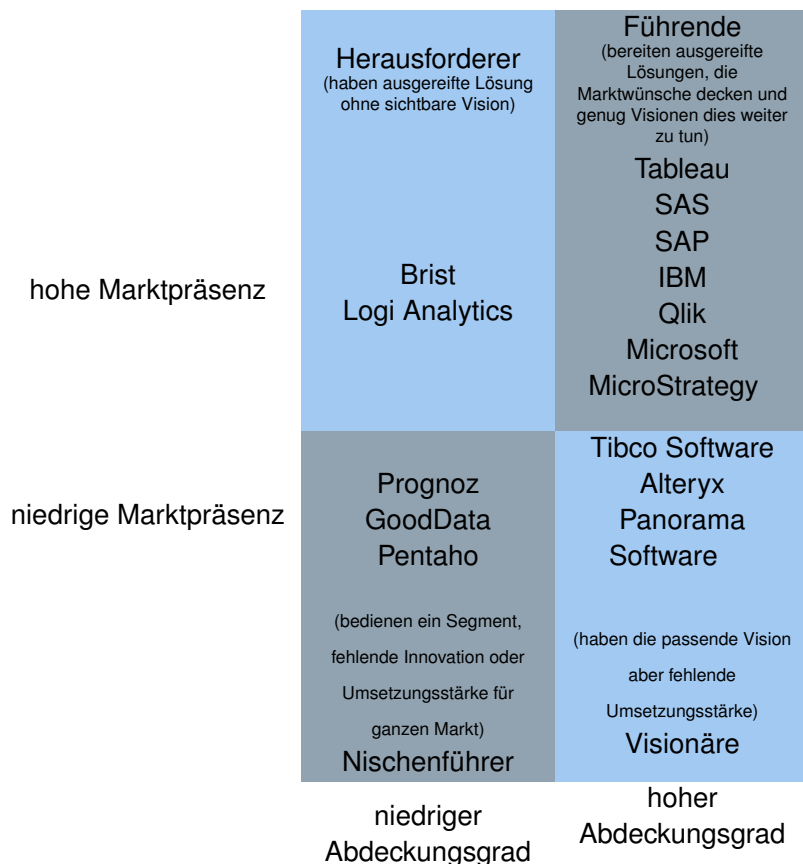 Herausforderer
(haben ausgereifte Lösung
ohne sichtbare Vision)
Führende
(bereiten ausgereifte
Lösungen, die
Marktwünsche decken und
genug Visionen dies weiter
zu tun)
hohe Marktpräsenz
Brist
Logi Analytics
Tableau
SAS
SAP
IBM
Qlik
Microsoft
MicroStrategy
niedrige Marktpräsenz
Prognoz
GoodData
Pentaho
(bedienen ein Segment,
fehlende Innovation oder
Umsetzungsstärke für
ganzen Markt)
Nischenführer
Tibco Software
Alteryx
Panorama
Software
(haben die passende Vision
aber fehlende
Umsetzungsstärke)
Visionäre
niedriger
Abdeckungsgrad
hoher
Abdeckungsgrad